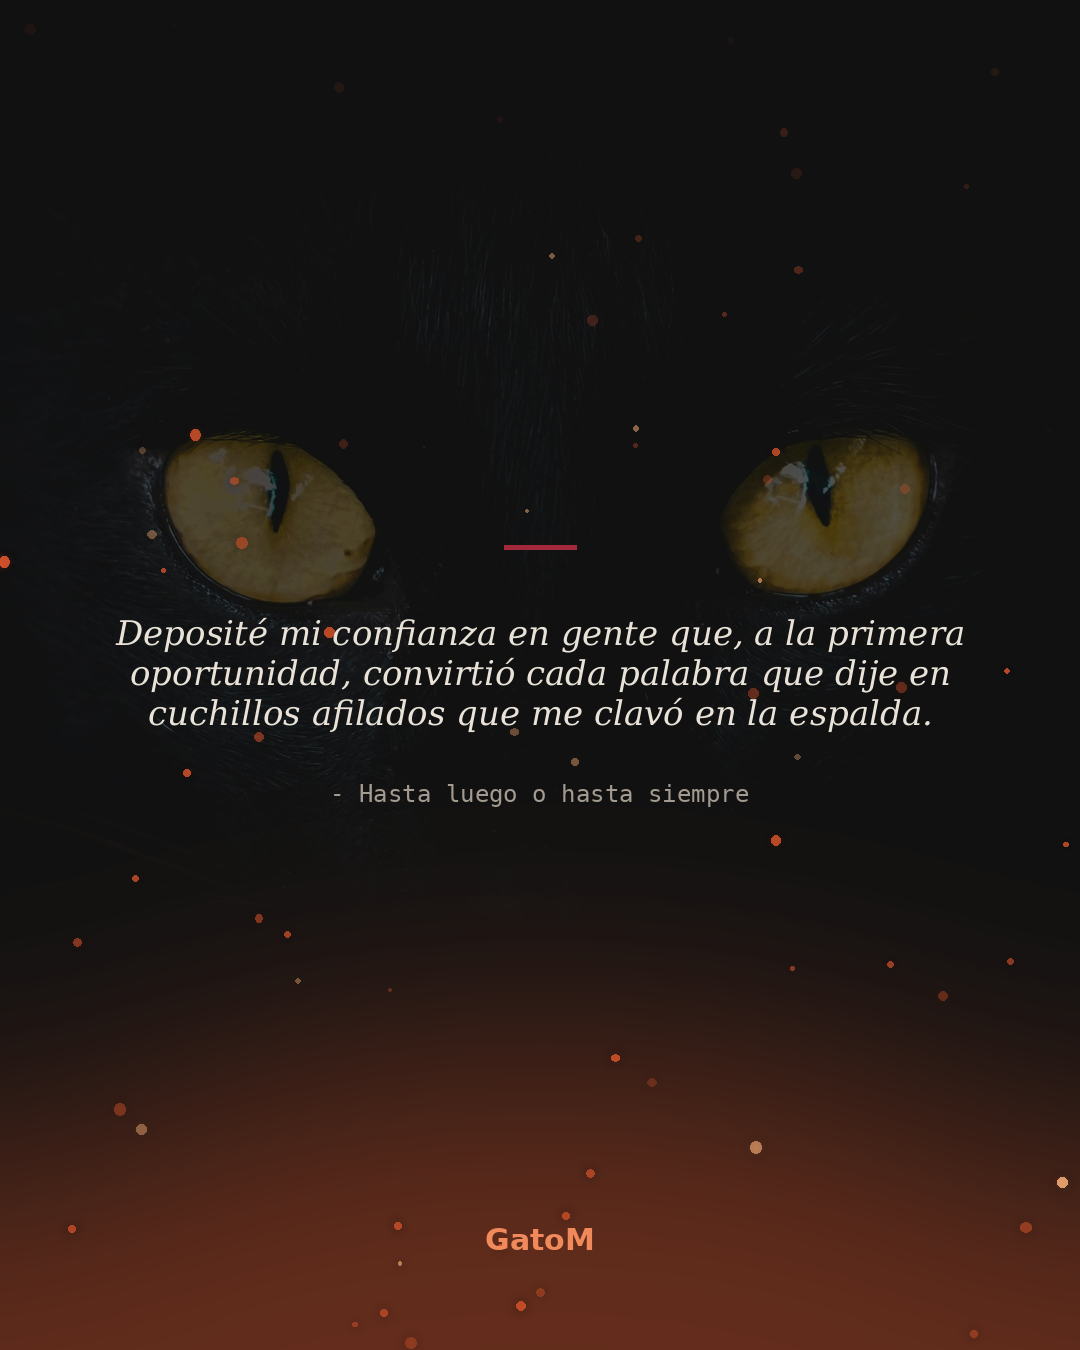 Deposité mi confianza en gente que, a la primera
oportunidad, convirtió cada palabra que dije en
cuchillos afilados que me clavó en la espalda.
- Hasta luego o hasta siempre
GatoM